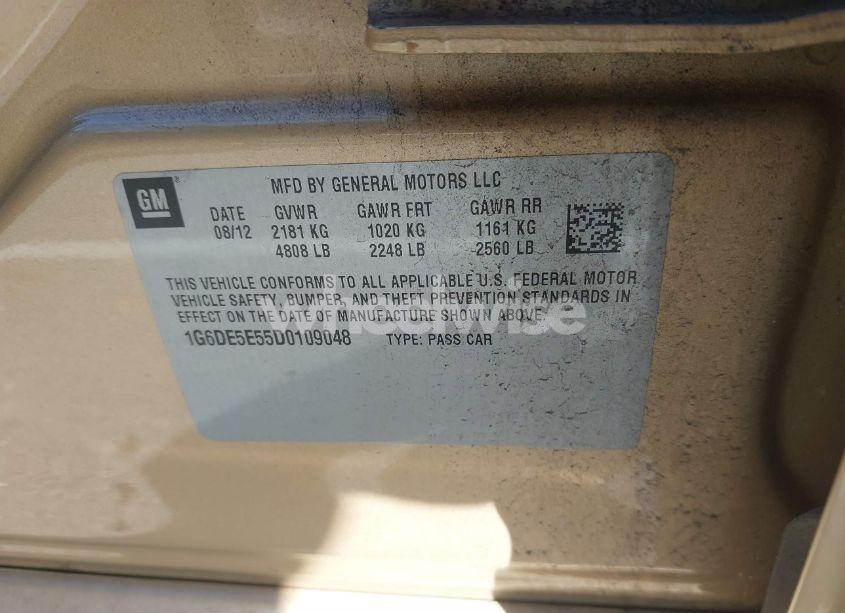 GM
MFD BY GENERAL MOTORS LLC
DATE GVWR GAWR FRT GAWR RR
08/12 2181 KG 1020 KG 1161 KG
4808 LB 2248 LB 2560 LB
THIS VEHICLE CONFORMS TO ALL APPLICABLE U.S. FEDERAL MOTOR
VEHICLE SAFETY, BUMPER, AND THEFT PREVENTION STANDARDS IN
EFFECT ON THE DATE OF MANUFACTURE SHOWN ABOVE.
wheelwise
1G6DE5E55D0109048 TYPE: PASS CAR